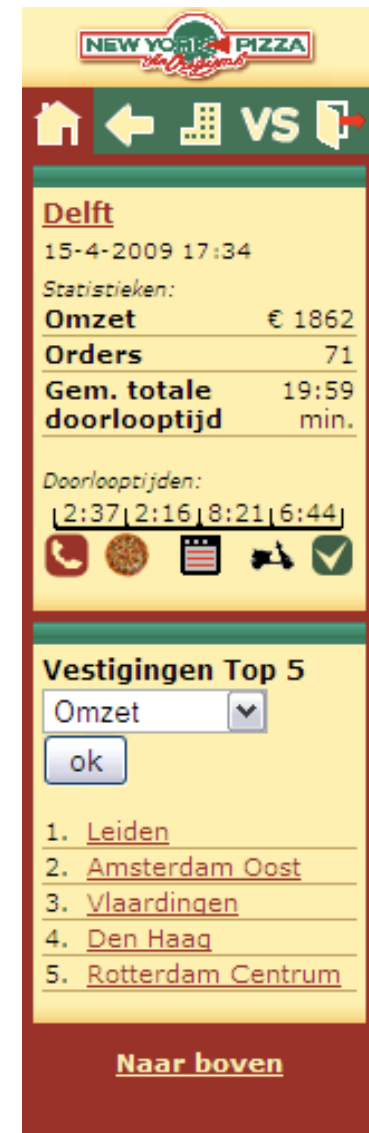 NEW YORK PIZZA
An Original
VS
Delft
15-4-2009 17:34
Statistieken:
Omzet € 1862
Orders 71
Gem. totale 19:59
doorlooptijd min.
Doorlooptijden:
2:37 2:16 8:21 6:44
Vestigingen Top 5
Omzet
ok
1. Leiden
2. Amsterdam Oost
3. Vlaardingen
4. Den Haag
5. Rotterdam Centrum
Naar boven